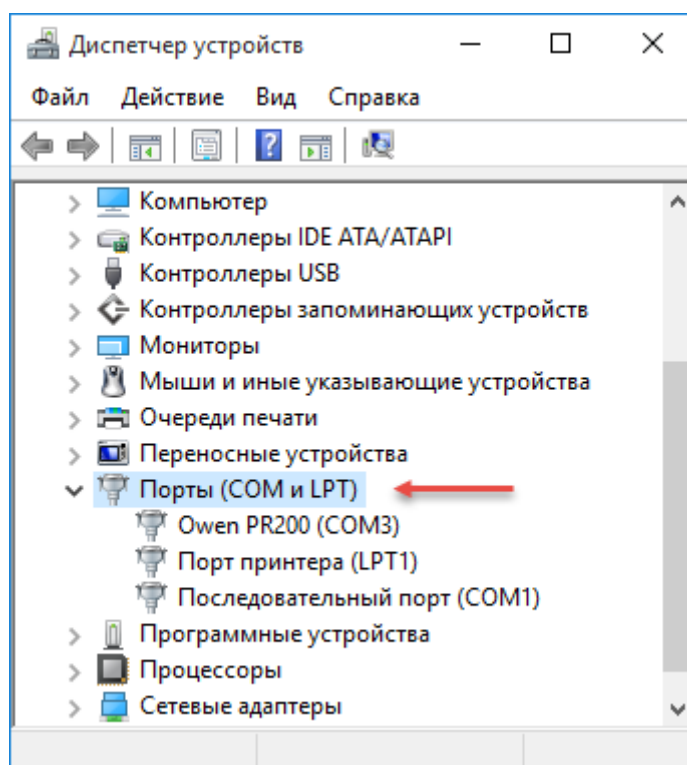 Диспетчер устройств
Файл Действие Вид Справка
Компьютер
Контроллеры IDE ATA/ATAPI
Контроллеры USB
Контроллеры запоминающих устройств
Мониторы
Мыши и иные указывающие устройства
Очереди печати
Переносные устройства
Порты (COM и LPT)
Owen PR200 (COM3)
Порт принтера (LPT1)
Последовательный порт (COM1)
Программные устройства
Процессоры
Сетевые адаптеры